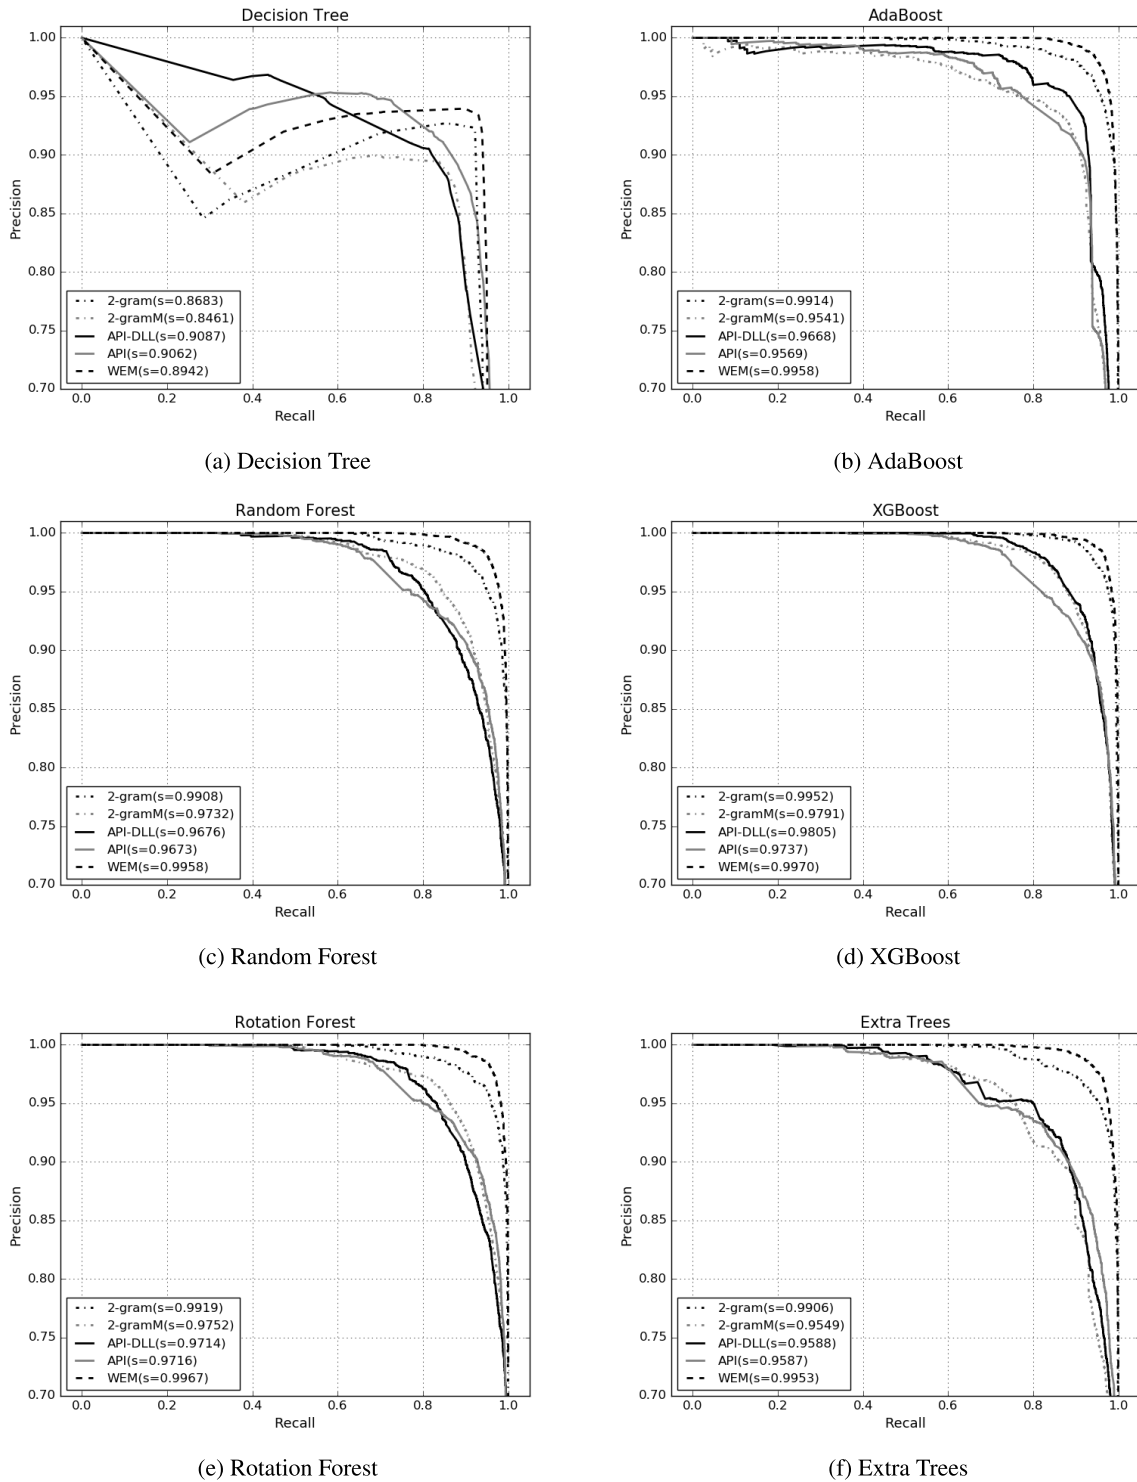 Decision Tree
1.00
0.95
0.90
0.85
0.80
0.75
0.70
Precision
2-gram(s=0.8683)
2-gramM(s=0.8461)
API-DLL(s=0.9087)
API(s=0.9062)
WEM(s=0.8942)
0.0 0.2 0.4 0.6 0.8 1.0
Recall
(a) Decision Tree
AdaBoost
1.00
0.95
0.90
0.85
0.80
0.75
0.70
Precision
2-gram(s=0.9914)
2-gramM(s=0.9541)
API-DLL(s=0.9668)
API(s=0.9569)
WEM(s=0.9958)
0.0 0.2 0.4 0.6 0.8 1.0
Recall
(b) AdaBoost
Random Forest
1.00
0.95
0.90
0.85
0.80
0.75
0.70
Precision
2-gram(s=0.9908)
2-gramM(s=0.9732)
API-DLL(s=0.9676)
API(s=0.9673)
WEM(s=0.9958)
0.0 0.2 0.4 0.6 0.8 1.0
Recall
(c) Random Forest
XGBoost
1.00
0.95
0.90
0.85
0.80
0.75
0.70
Precision
2-gram(s=0.9952)
2-gramM(s=0.9791)
API-DLL(s=0.9805)
API(s=0.9737)
WEM(s=0.9970)
0.0 0.2 0.4 0.6 0.8 1.0
Recall
(d) XGBoost
Rotation Forest
1.00
0.95
0.90
0.85
0.80
0.75
0.70
Precision
2-gram(s=0.9919)
2-gramM(s=0.9752)
API-DLL(s=0.9714)
API(s=0.9716)
WEM(s=0.9967)
0.0 0.2 0.4 0.6 0.8 1.0
Recall
(e) Rotation Forest
Extra Trees
1.00
0.95
0.90
0.85
0.80
0.75
0.70
Precision
2-gram(s=0.9906)
2-gramM(s=0.9549)
API-DLL(s=0.9588)
API(s=0.9587)
WEM(s=0.9953)
0.0 0.2 0.4 0.6 0.8 1.0
Recall
(f) Extra Trees